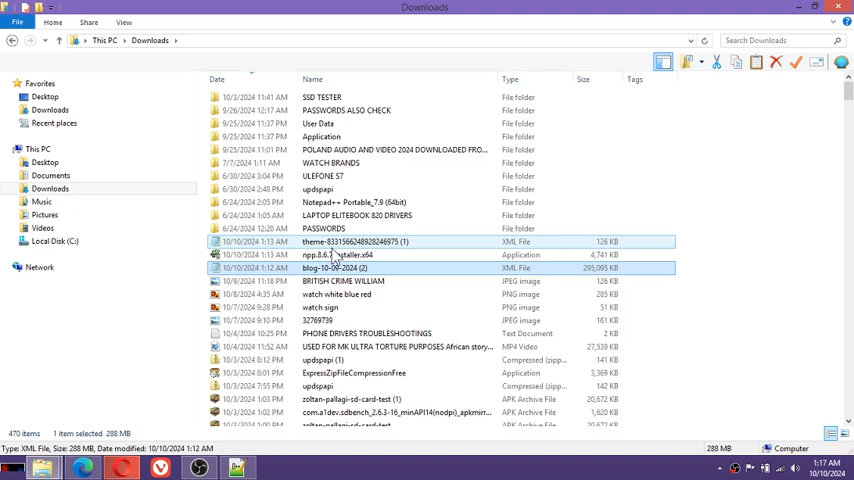 Downloads
File Home Share View
This PC Downloads Search Downloads
Date Name Type Size Tags
Favorites
Desktop
Downloads
Recent places
This PC
Desktop
Documents
Downloads
Music
Pictures
Videos
Local Disk (C:)
Network
10/3/2024 11:41 AM SSD TESTER File folder
9/26/2024 12:17 AM PASSWORDS ALSO CHECK File folder
9/25/2024 11:37 PM User Data File folder
9/25/2024 11:37 PM Application File folder
9/25/2024 11:01 PM POLAND AUDIO AND VIDEO 2024 DOWNLOADED FRO... File folder
7/7/2024 1:11 AM WATCH BRANDS File folder
6/30/2024 3:04 PM ULEFONE S7 File folder
6/30/2024 2:48 PM updspapi File folder
6/24/2024 2:05 PM Notepad++ Portable_7.9 (64bit) File folder
6/24/2024 1:05 AM LAPTOP ELITEBOOK 820 DRIVERS File folder
6/24/2024 12:20 AM PASSWORDS File folder
10/10/2024 1:13 AM theme-8331566248928246975 (1) XML File 126 KB
10/10/2024 1:13 AM Application 4,741 KB
10/10/2024 1:12 AM blog-10-09-2024 (2) XML File 295,095 KB
10/9/2024 11:18 PM BRITISH CRIME WILLIAM JPEG image 126 KB
10/8/2024 4:35 AM watch white blue red PNG image 285 KB
10/7/2024 9:28 PM watch sign PNG image 51 KB
10/7/2024 9:10 PM 32769739 JPEG image 161 KB
10/4/2024 10:25 PM PHONE DRIVERS TROUBLESHOOTINGS Text Document 2 KB
10/4/2024 11:52 AM USED FOR MK ULTRA TORTURE PURPOSES African story... MP4 Video 27,539 KB
10/3/2024 8:12 PM updspapi (1) Compressed (zipp... 141 KB
10/3/2024 8:01 PM ExpressZipFileCompressionFree Application 3,369 KB
10/3/2024 7:55 PM updspapi Compressed (zipp... 142 KB
10/3/2024 1:03 PM zoltan-pallagi-sd-card-test (1) APK Archive File 20,672 KB
10/3/2024 1:02 PM com.a1dev.sdbench_2.6.3-16_minAPI14(nodpi)_apkmirr... APK Archive File 1,620 KB
zoltan-pallagi-sd-card-test APK Archive File 20,672 KB
470 items 1 item selected 288 MB
Type: XML File, Size: 288 MB, Date modified: 10/10/2024 1:12 AM 288 MB Computer
1:17 AM
10/10/2024